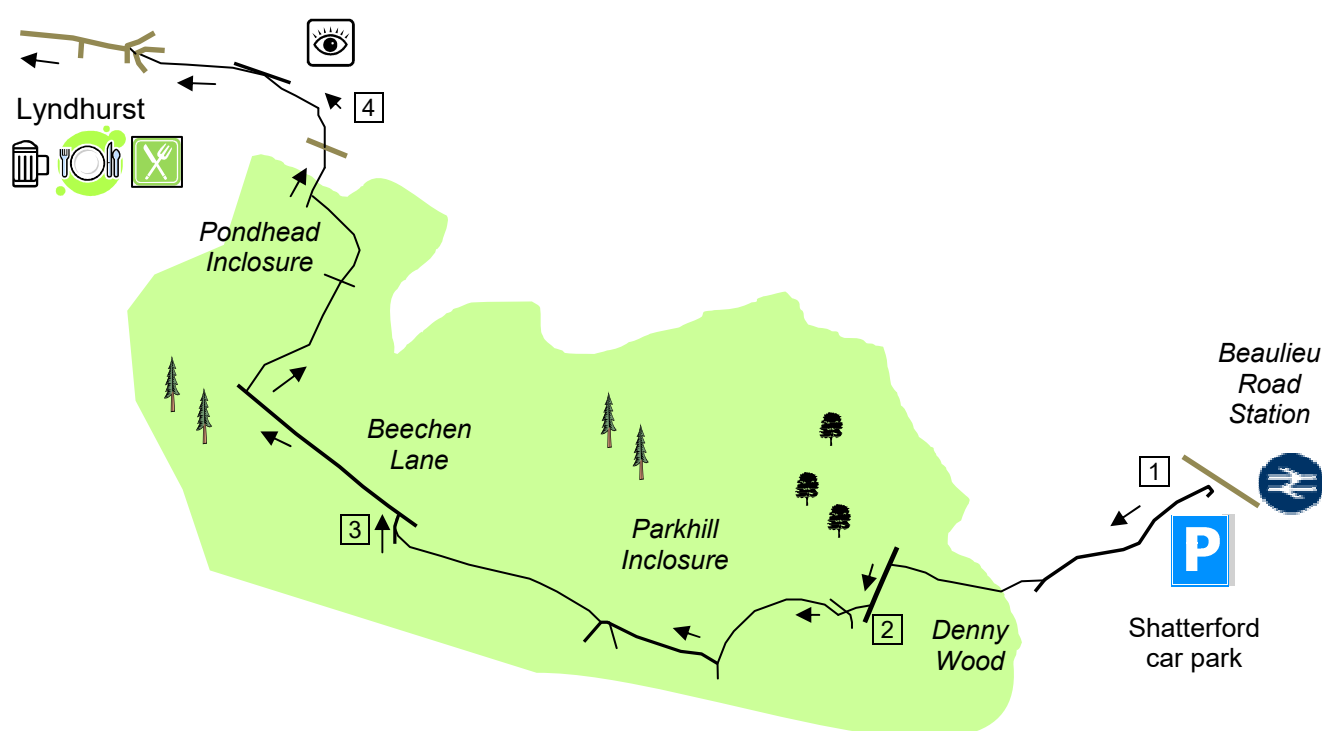 4
Lyndhurst
Pondhead
Inclosure
Beaulieu
Road
Station
Beechen
Lane
1
3
Parkhill
Inclosure
P
2
Denny
Wood
Shatterford
car park